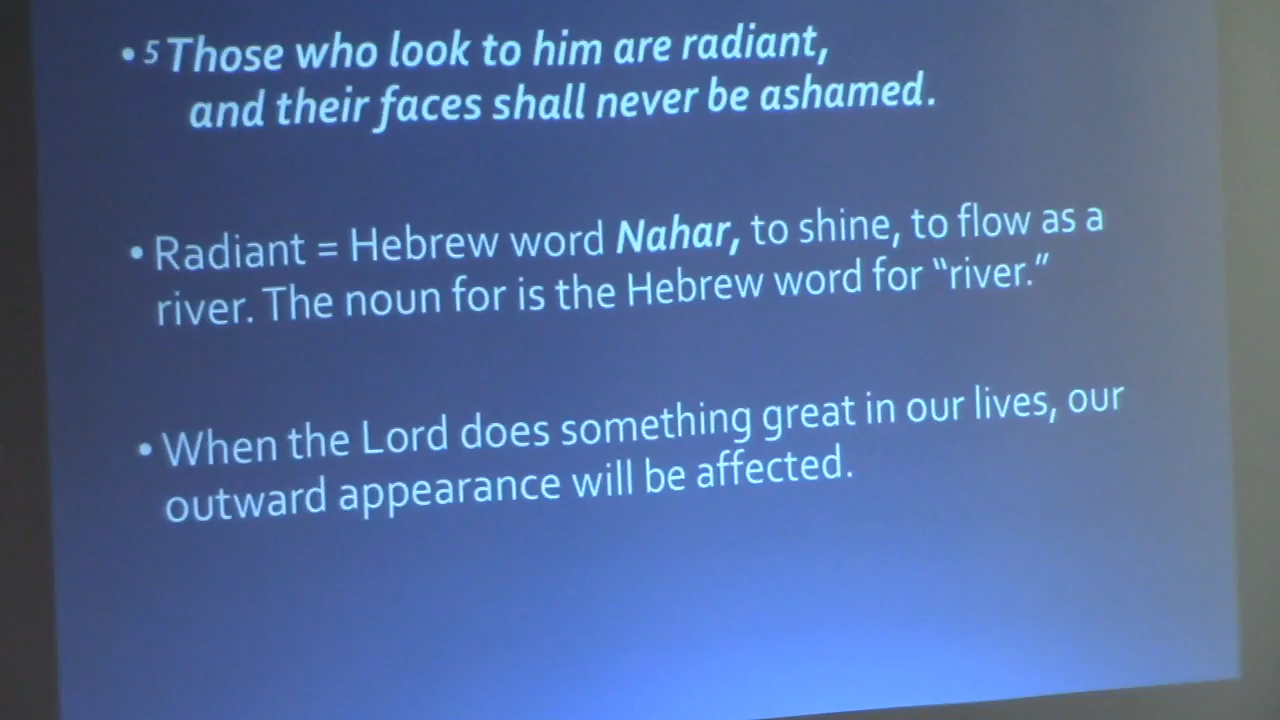 • 5 Those who look to him are radiant,
and their faces shall never be ashamed.
• Radiant = Hebrew word Nahar, to shine, to flow as a
river. The noun for is the Hebrew word for “river.”
• When the Lord does something great in our lives, our
outward appearance will be affected.